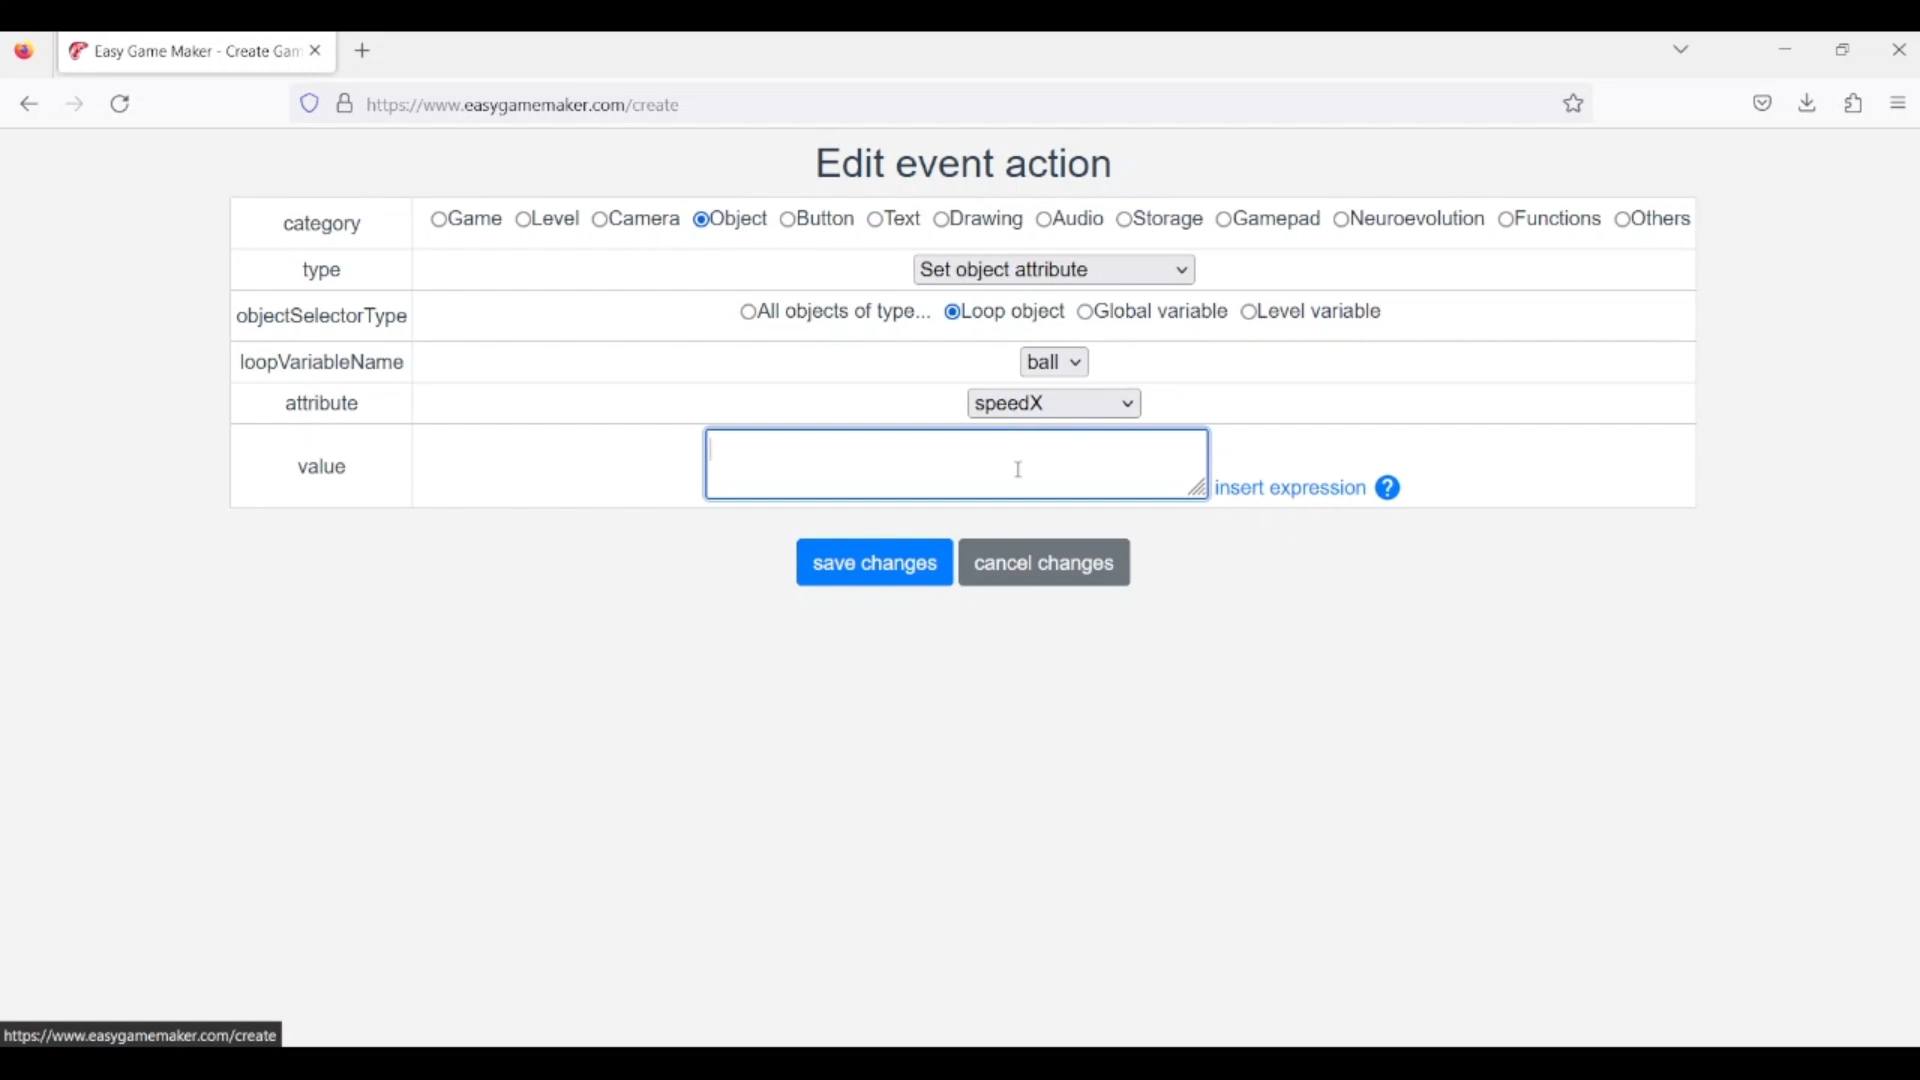 Easy Game Maker - Create Gam
https://www.easygamemaker.com/create
Edit event action
category Game Level Camera Object Button Text Drawing Audio Storage Gamepad Neuroevolution Functions Others
type Set object attribute
objectSelectorType All objects of type... Loop object Global variable Level variable
loopVariableName ball
attribute speedX
value insert expression ?
save changes cancel changes
https://www.easygamemaker.com/create